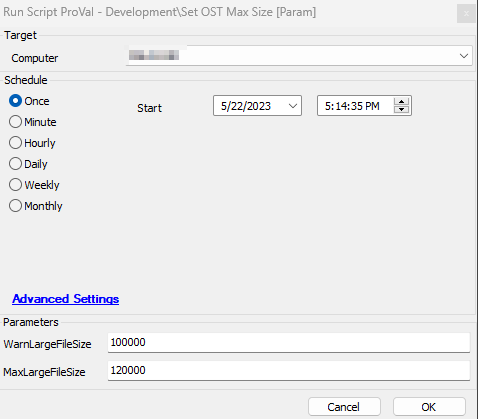 Run Script ProVal - Development\Set OST Max Size [Param]
x
Target
Computer
Schedule
Once
Start
5/22/2023
5:14:35 PM
Minute
Hourly
Daily
Weekly
Monthly
Advanced Settings
Parameters
WarnLargeFileSize
100000
MaxLargeFileSize
120000
Cancel
OK